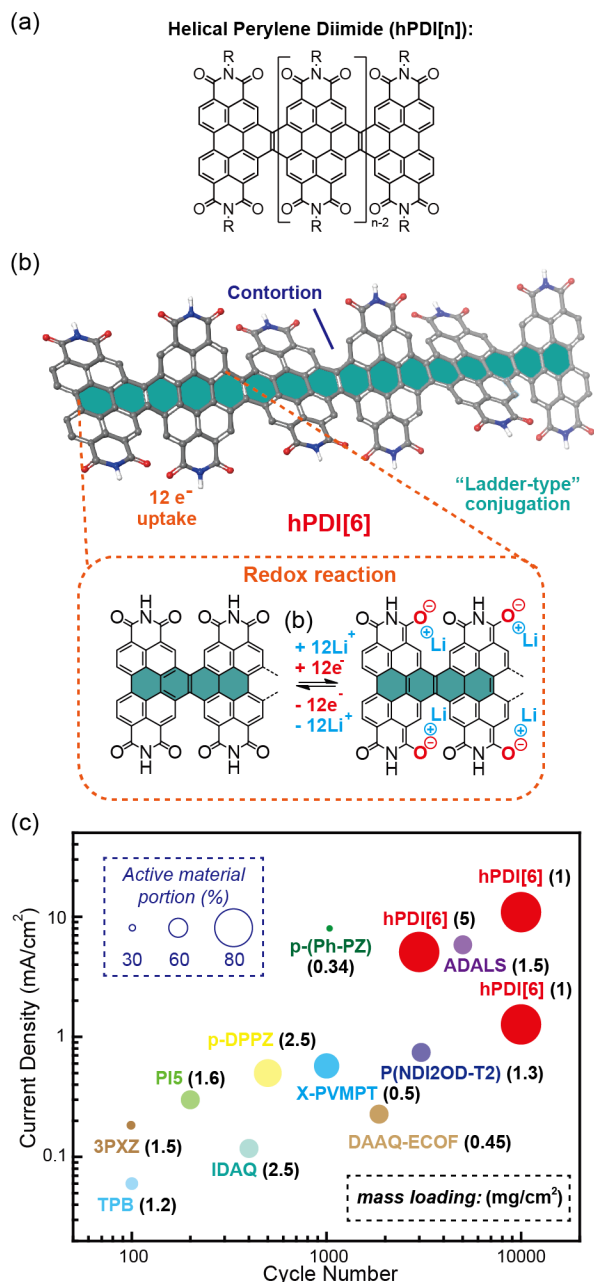 (a)
Helical Perylene Diimide (hPDI[n]):
R R R
O N O O N O O N O
O N O O N O O N O
R R R
n-2
(b)
Contortion
12 e-
uptake
"Ladder-type"
conjugation
hPDI[6]
Redox reaction
H H H H
O N O O N O O N O O N O
(b)
+ 12Li+
+ 12e-
- 12e-
- 12Li+
⊖ ⊖
⊕ Li ⊕ Li
Li ⊕ Li ⊕
⊖ ⊖
O N O O N O O N O O N O
H H H H
(c)
Current Density (mA/cm2)
10
1
0.1
Active material
portion (%)
30 60 80
hPDI[6] (1)
hPDI[6] (5)
p-(Ph-PZ)
(0.34)
ADALS (1.5)
hPDI[6] (1)
p-DPPZ (2.5)
P(NDI2OD-T2) (1.3)
PI5 (1.6)
X-PVMPT (0.5)
3PXZ (1.5)
DAAQ-ECOF (0.45)
IDAQ (2.5)
TPB (1.2)
mass loading: (mg/cm2)
100 1000 10000
Cycle Number